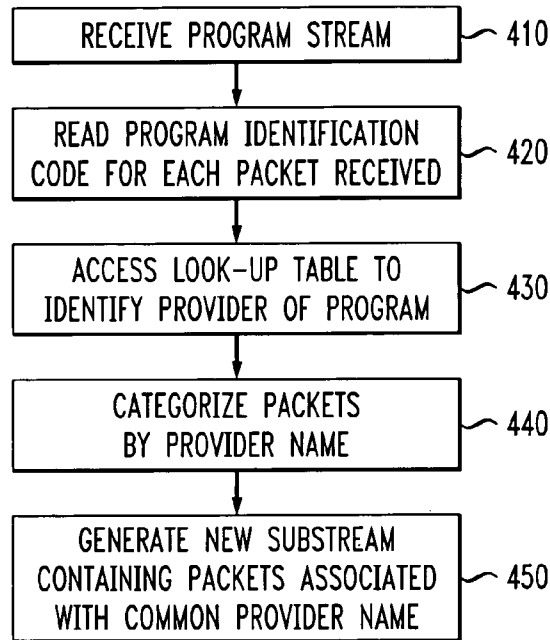 RECEIVE PROGRAM STREAM
410
READ PROGRAM IDENTIFICATION
CODE FOR EACH PACKET RECEIVED
420
ACCESS LOOK-UP TABLE TO
IDENTIFY PROVIDER OF PROGRAM
430
CATEGORIZE PACKETS
BY PROVIDER NAME
440
GENERATE NEW SUBSTREAM
CONTAINING PACKETS ASSOCIATED
WITH COMMON PROVIDER NAME
450